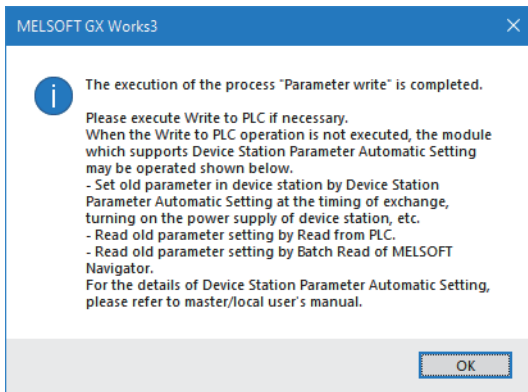 MELSOFT GX Works3
The execution of the process "Parameter write" is completed.
Please execute Write to PLC if necessary.
When the Write to PLC operation is not executed, the module
which supports Device Station Parameter Automatic Setting
may be operated shown below.
- Set old parameter in device station by Device Station
Parameter Automatic Setting at the timing of exchange,
turning on the power supply of device station, etc.
- Read old parameter setting by Read from PLC.
- Read old parameter setting by Batch Read of MELSOFT
Navigator.
For the details of Device Station Parameter Automatic Setting,
please refer to master/local user's manual.
OK